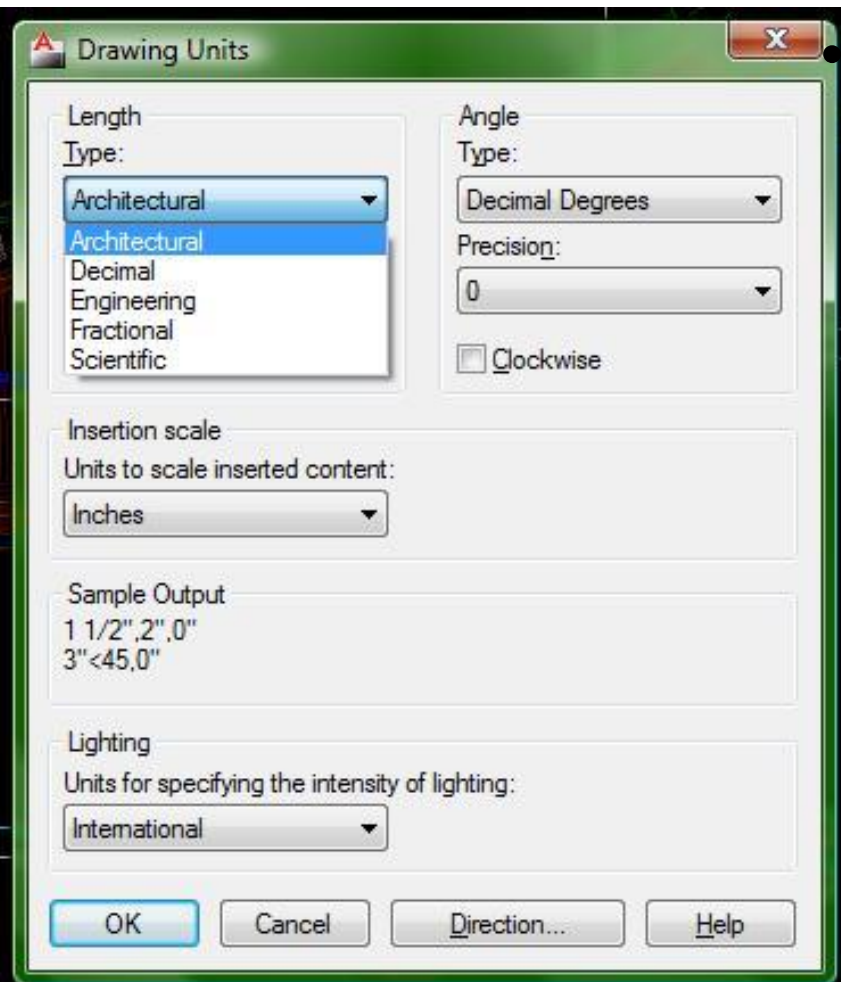 Drawing Units
Length
Type:
Architectural
Architectural
Decimal
Engineering
Fractional
Scientific
Angle
Type:
Decimal Degrees
Precision:
0
Clockwise
Insertion scale
Units to scale inserted content:
Inches
Sample Output
1 1/2",2",0"
3"<45,0"
Lighting
Units for specifying the intensity of lighting:
International
OK
Cancel
Direction...
Help